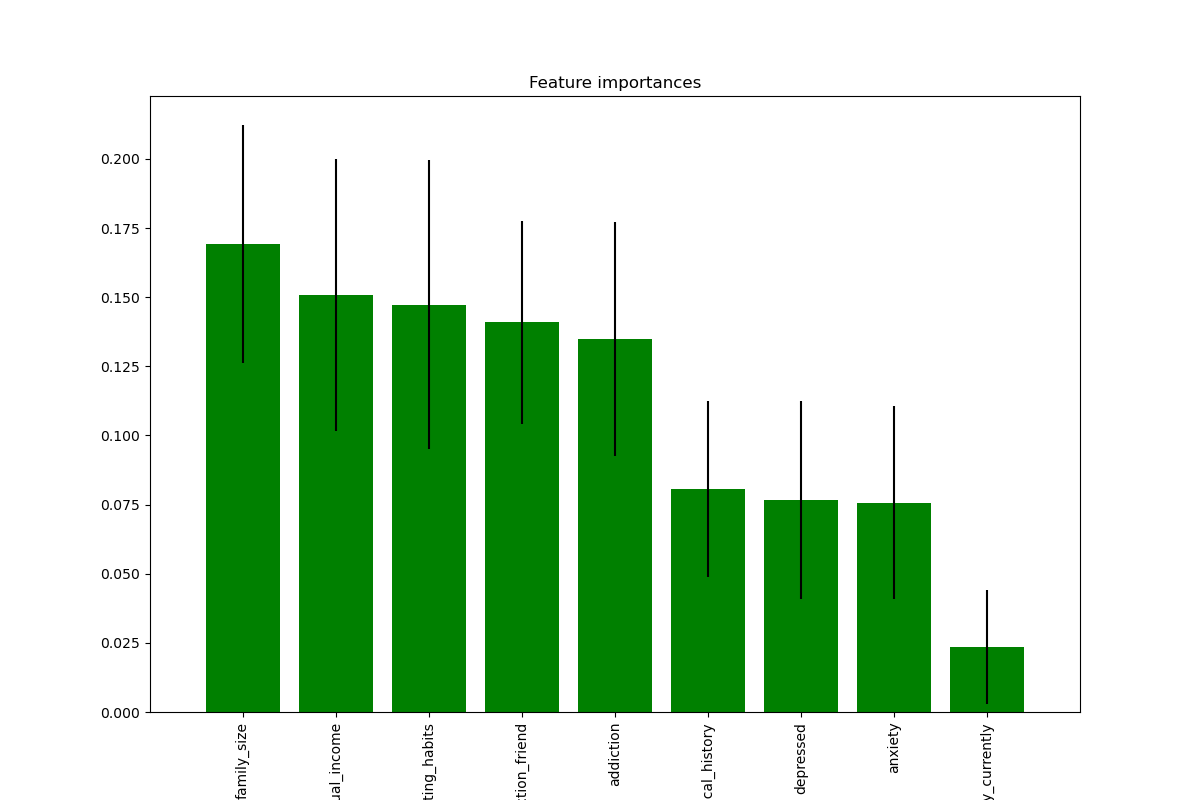 Feature importances
0.200
0.175
0.150
0.125
0.100
0.075
0.050
0.025
0.000
family_size
ual_income
ting_habits
ction_friend
addiction
cal_history
depressed
anxiety
y_currently